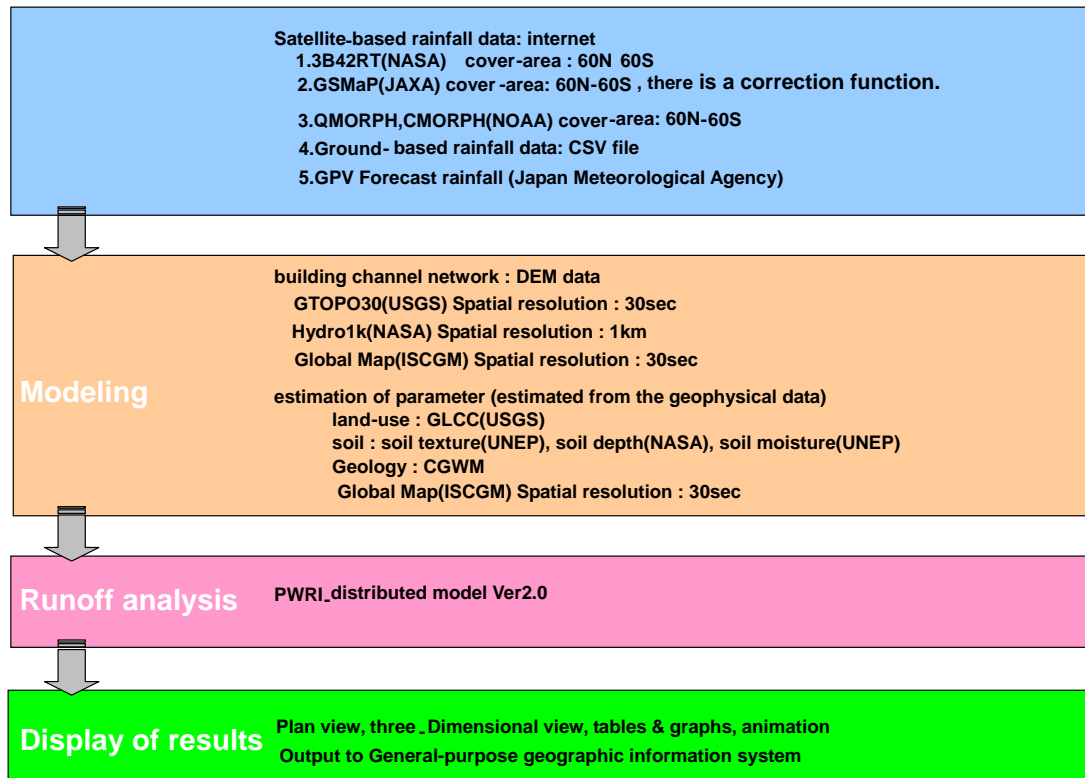 Satellite-based rainfall data: internet
1.3B42RT(NASA) cover-area : 60N 60S
2.GSMaP(JAXA) cover-area: 60N-60S , there is a correction function.
3.QMORPH,CMORPH(NOAA) cover-area: 60N-60S
4.Ground- based rainfall data: CSV file
5.GPV Forecast rainfall (Japan Meteorological Agency)
building channel network : DEM data
GTOPO30(USGS) Spatial resolution : 30sec
Hydro1k(NASA) Spatial resolution : 1km
Global Map(ISCGM) Spatial resolution : 30sec
Modeling
estimation of parameter (estimated from the geophysical data)
land-use : GLCC(USGS)
soil : soil texture(UNEP), soil depth(NASA), soil moisture(UNEP)
Geology : CGWM
Global Map(ISCGM) Spatial resolution : 30sec
Runoff analysis
PWRI-distributed model Ver2.0
Display of results
Plan view, three-Dimensional view, tables & graphs, animation
Output to General-purpose geographic information system